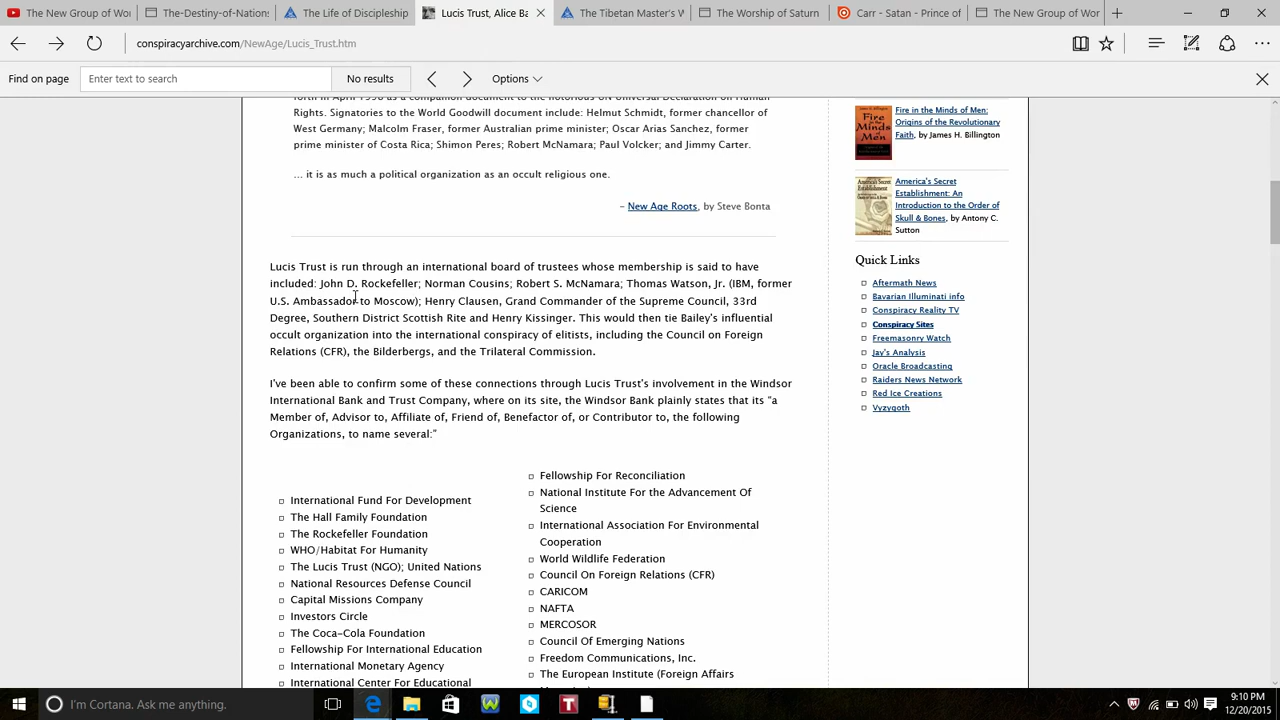 New World Order and
The-Destiny-of-Nation
The Life Discipleship
Lucis Trust, Alice Ba
The Tibetan Master's W
The Worship of Saturn
Carr - Satan - Prince of
The New Group of Wor
conspiracyarchive.com/NewAge/Lucis_Trust.htm
Find on page
Enter text to search
No results
Options
Rights. Signatories to the World Goodwill document include: Helmut Schmidt, former chancellor of
West Germany; Malcolm Fraser, former Australian prime minister; Oscar Arias Sanchez, former
prime minister of Costa Rica; Shimon Peres; Robert McNamara; Paul Volcker; and Jimmy Carter.
... it is as much a political organization as an occult religious one.
– New Age Roots, by Steve Bonta
Lucis Trust is run through an international board of trustees whose membership is said to have
included: John D. Rockefeller; Norman Cousins; Robert S. McNamara; Thomas Watson, Jr. (IBM, former
U.S. Ambassador to Moscow); Henry Clausen, Grand Commander of the Supreme Council, 33rd
Degree, Southern District Scottish Rite and Henry Kissinger. This would then tie Bailey's influential
occult organization into the international conspiracy of elitists, including the Council on Foreign
Relations (CFR), the Bilderbergs, and the Trilateral Commission.
I've been able to confirm some of these connections through Lucis Trust's involvement in the Windsor
International Bank and Trust Company, where on its site, the Windsor Bank plainly states that its "a
Member of, Advisor to, Affiliate of, Friend of, Benefactor of, or Contributor to, the following
Organizations, to name several:"
International Fund For Development
The Hall Family Foundation
The Rockefeller Foundation
WHO/Habitat For Humanity
The Lucis Trust (NGO); United Nations
National Resources Defense Council
Capital Missions Company
Investors Circle
The Coca-Cola Foundation
Fellowship For International Education
International Monetary Agency
International Center For Educational
Fellowship For Reconciliation
National Institute For the Advancement Of
Science
International Association For Environmental
Cooperation
World Wildlife Federation
Council On Foreign Relations (CFR)
CARICOM
NAFTA
MERCOSOR
Council Of Emerging Nations
Freedom Communications, Inc.
The European Institute (Foreign Affairs
Fire in the Minds of Men:
Origins of the Revolutionary
Faith, by James H. Billington
America's Secret
Establishment: An
Introduction to the Order of
Skull & Bones, by Antony C.
Sutton
Quick Links
Aftermath News
Bavarian Illuminati info
Conspiracy Reality TV
Conspiracy Sites
Freemasonry Watch
Jay's Analysis
Oracle Broadcasting
Raiders News Network
Red Ice Creations
Vyzygoth
I'm Cortana. Ask me anything.
9:10 PM
12/20/2015